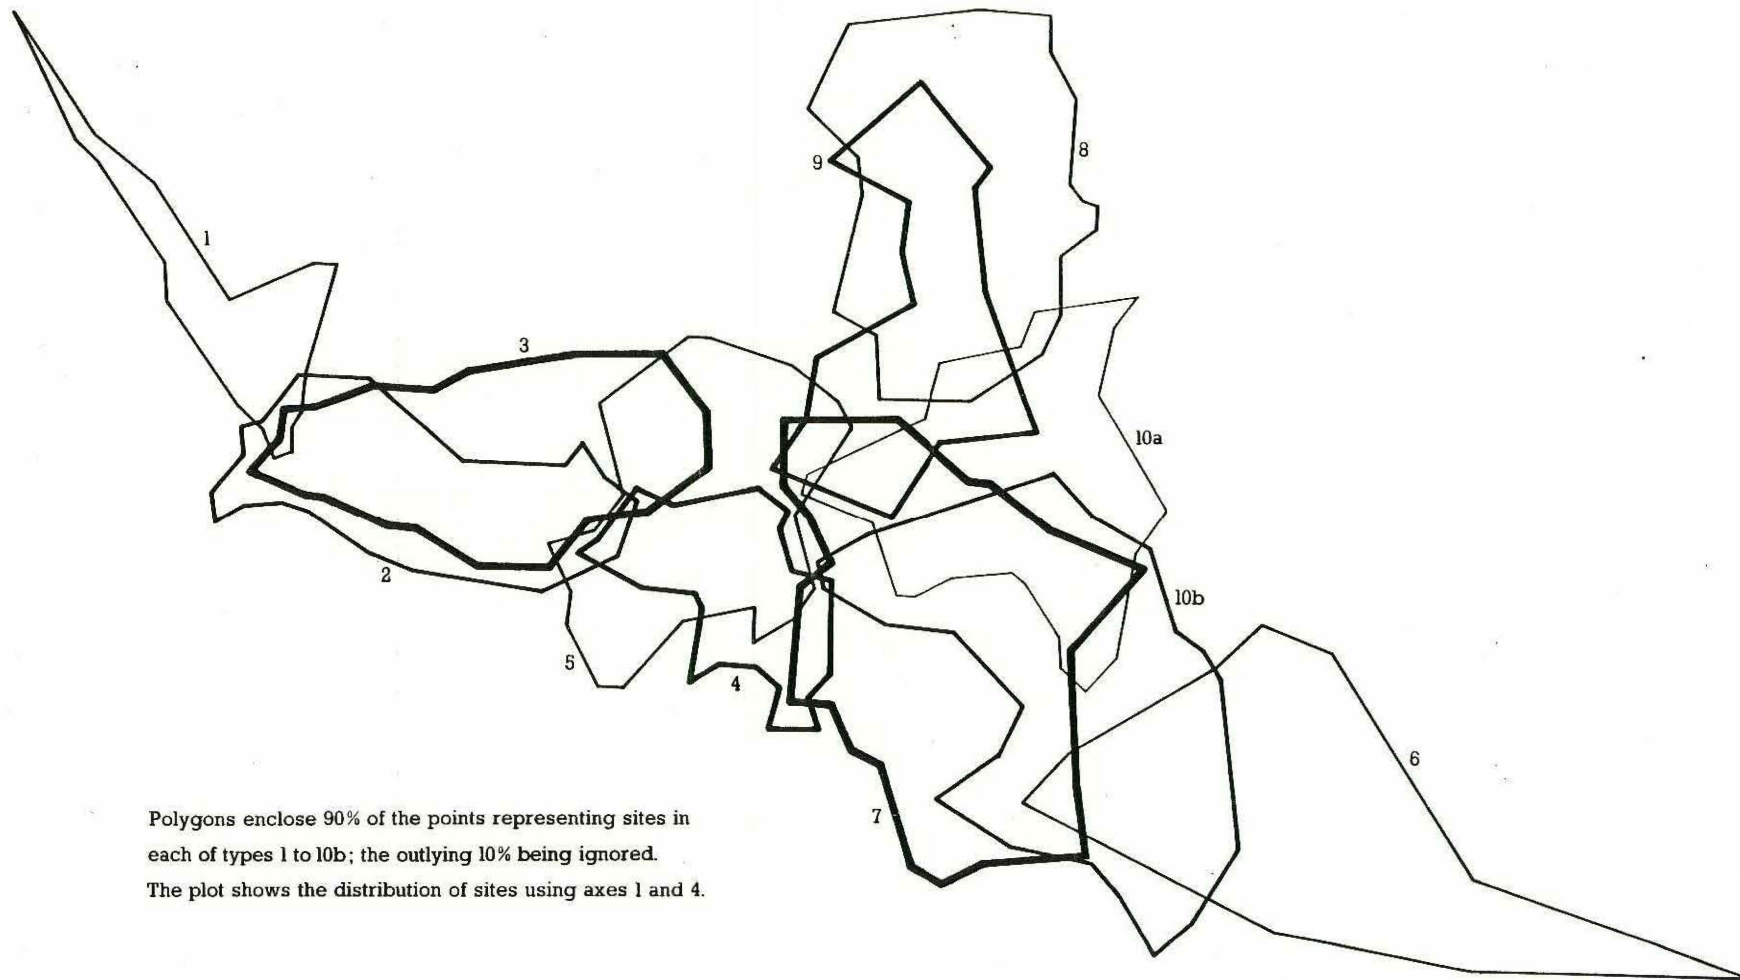 8
9
1
3
10a
2
10b
5
4
6
7
Polygons enclose 90% of the points representing sites in
each of types 1 to 10b; the outlying 10% being ignored.
The plot shows the distribution of sites using axes 1 and 4.